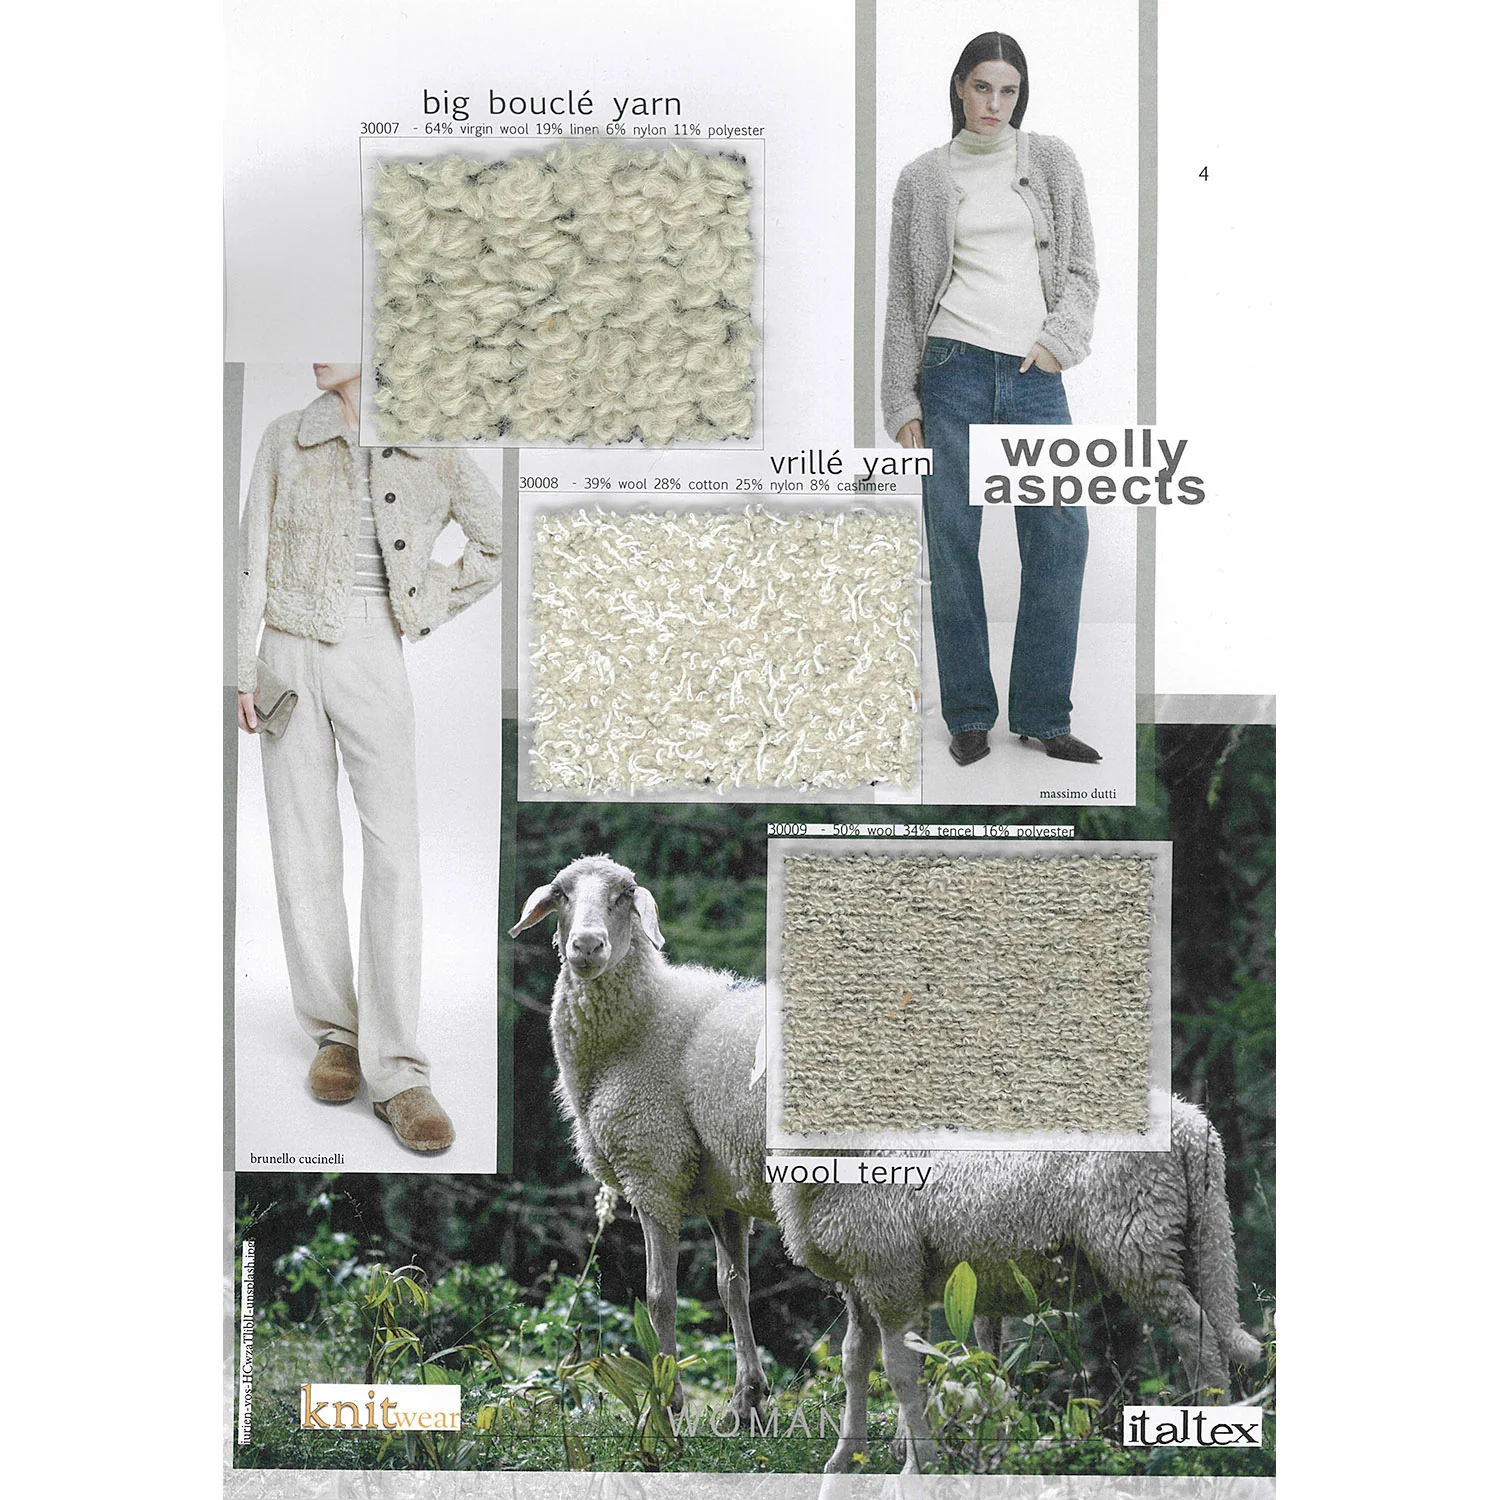 big bouclé yarn
30007 - 64% virgin wool 19% linen 6% nylon 11% polyester
4
vrillé yarn
30008 - 39% wool 28% cotton 25% nylon 8% cashmere
woolly
aspects
massimo dutti
30009 - 50% wool 34% tencel 16% polyester
brunello cucinelli
wool terry
knitwear
WOMAN
italtex